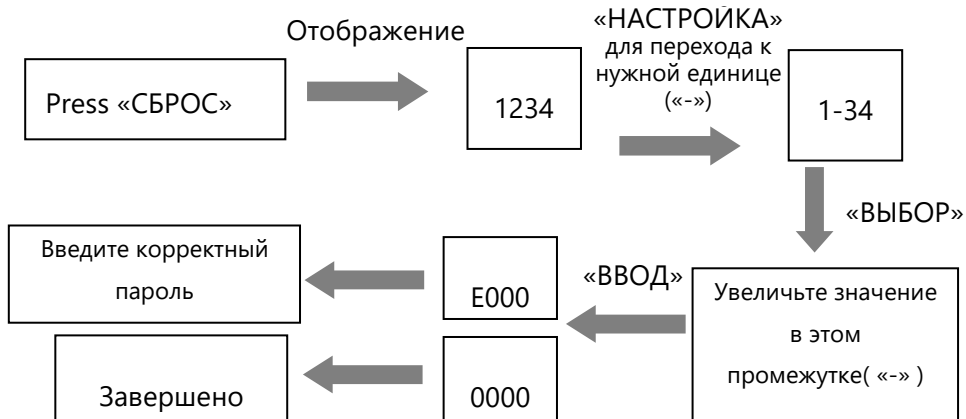 Press «СБРОС»
Отображение
1234
«НАСТРОЙКА»
для перехода к
нужной единице
(«-»)
1-34
«ВЫБОР»
Увеличьте значение
в этом
промежутке( «-» )
«ВВОД»
E000
Введите корректный
пароль
0000
Завершено